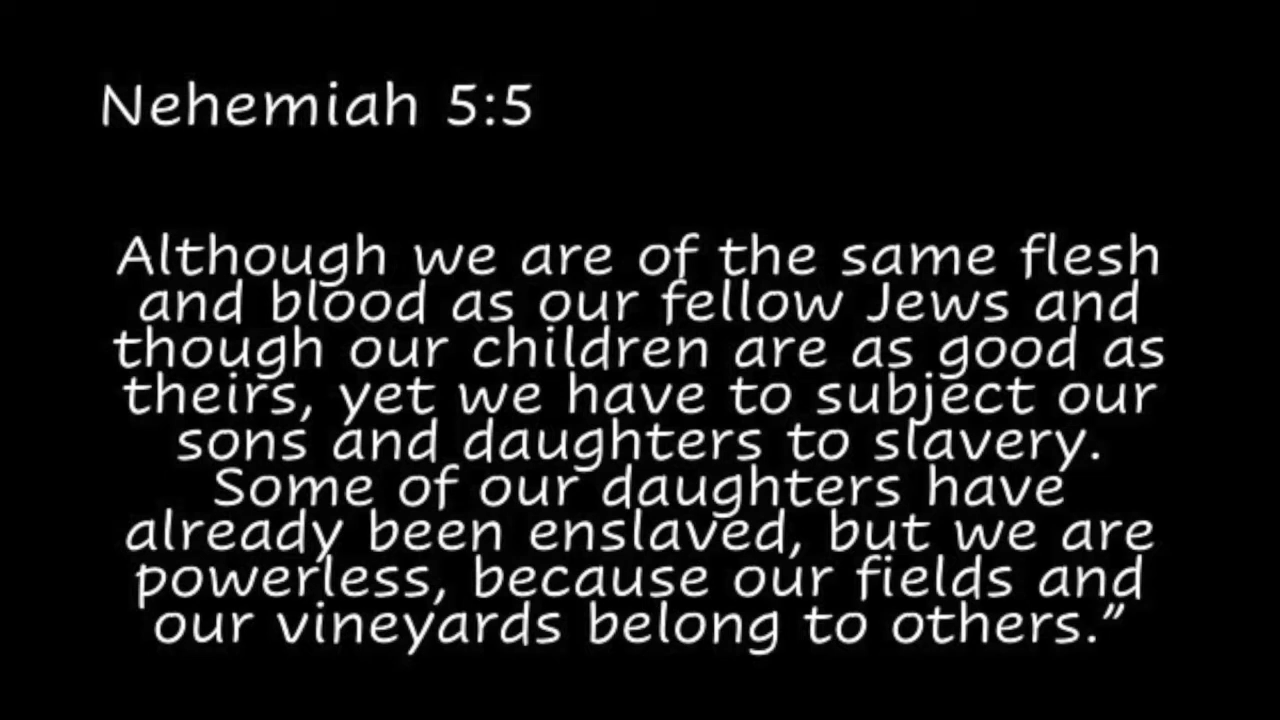 Nehemiah 5:5
Although we are of the same flesh
and blood as our fellow Jews and
though our children are as good as
theirs, yet we have to subject our
sons and daughters to slavery.
Some of our daughters have
already been enslaved, but we are
powerless, because our fields and
our vineyards belong to others.”